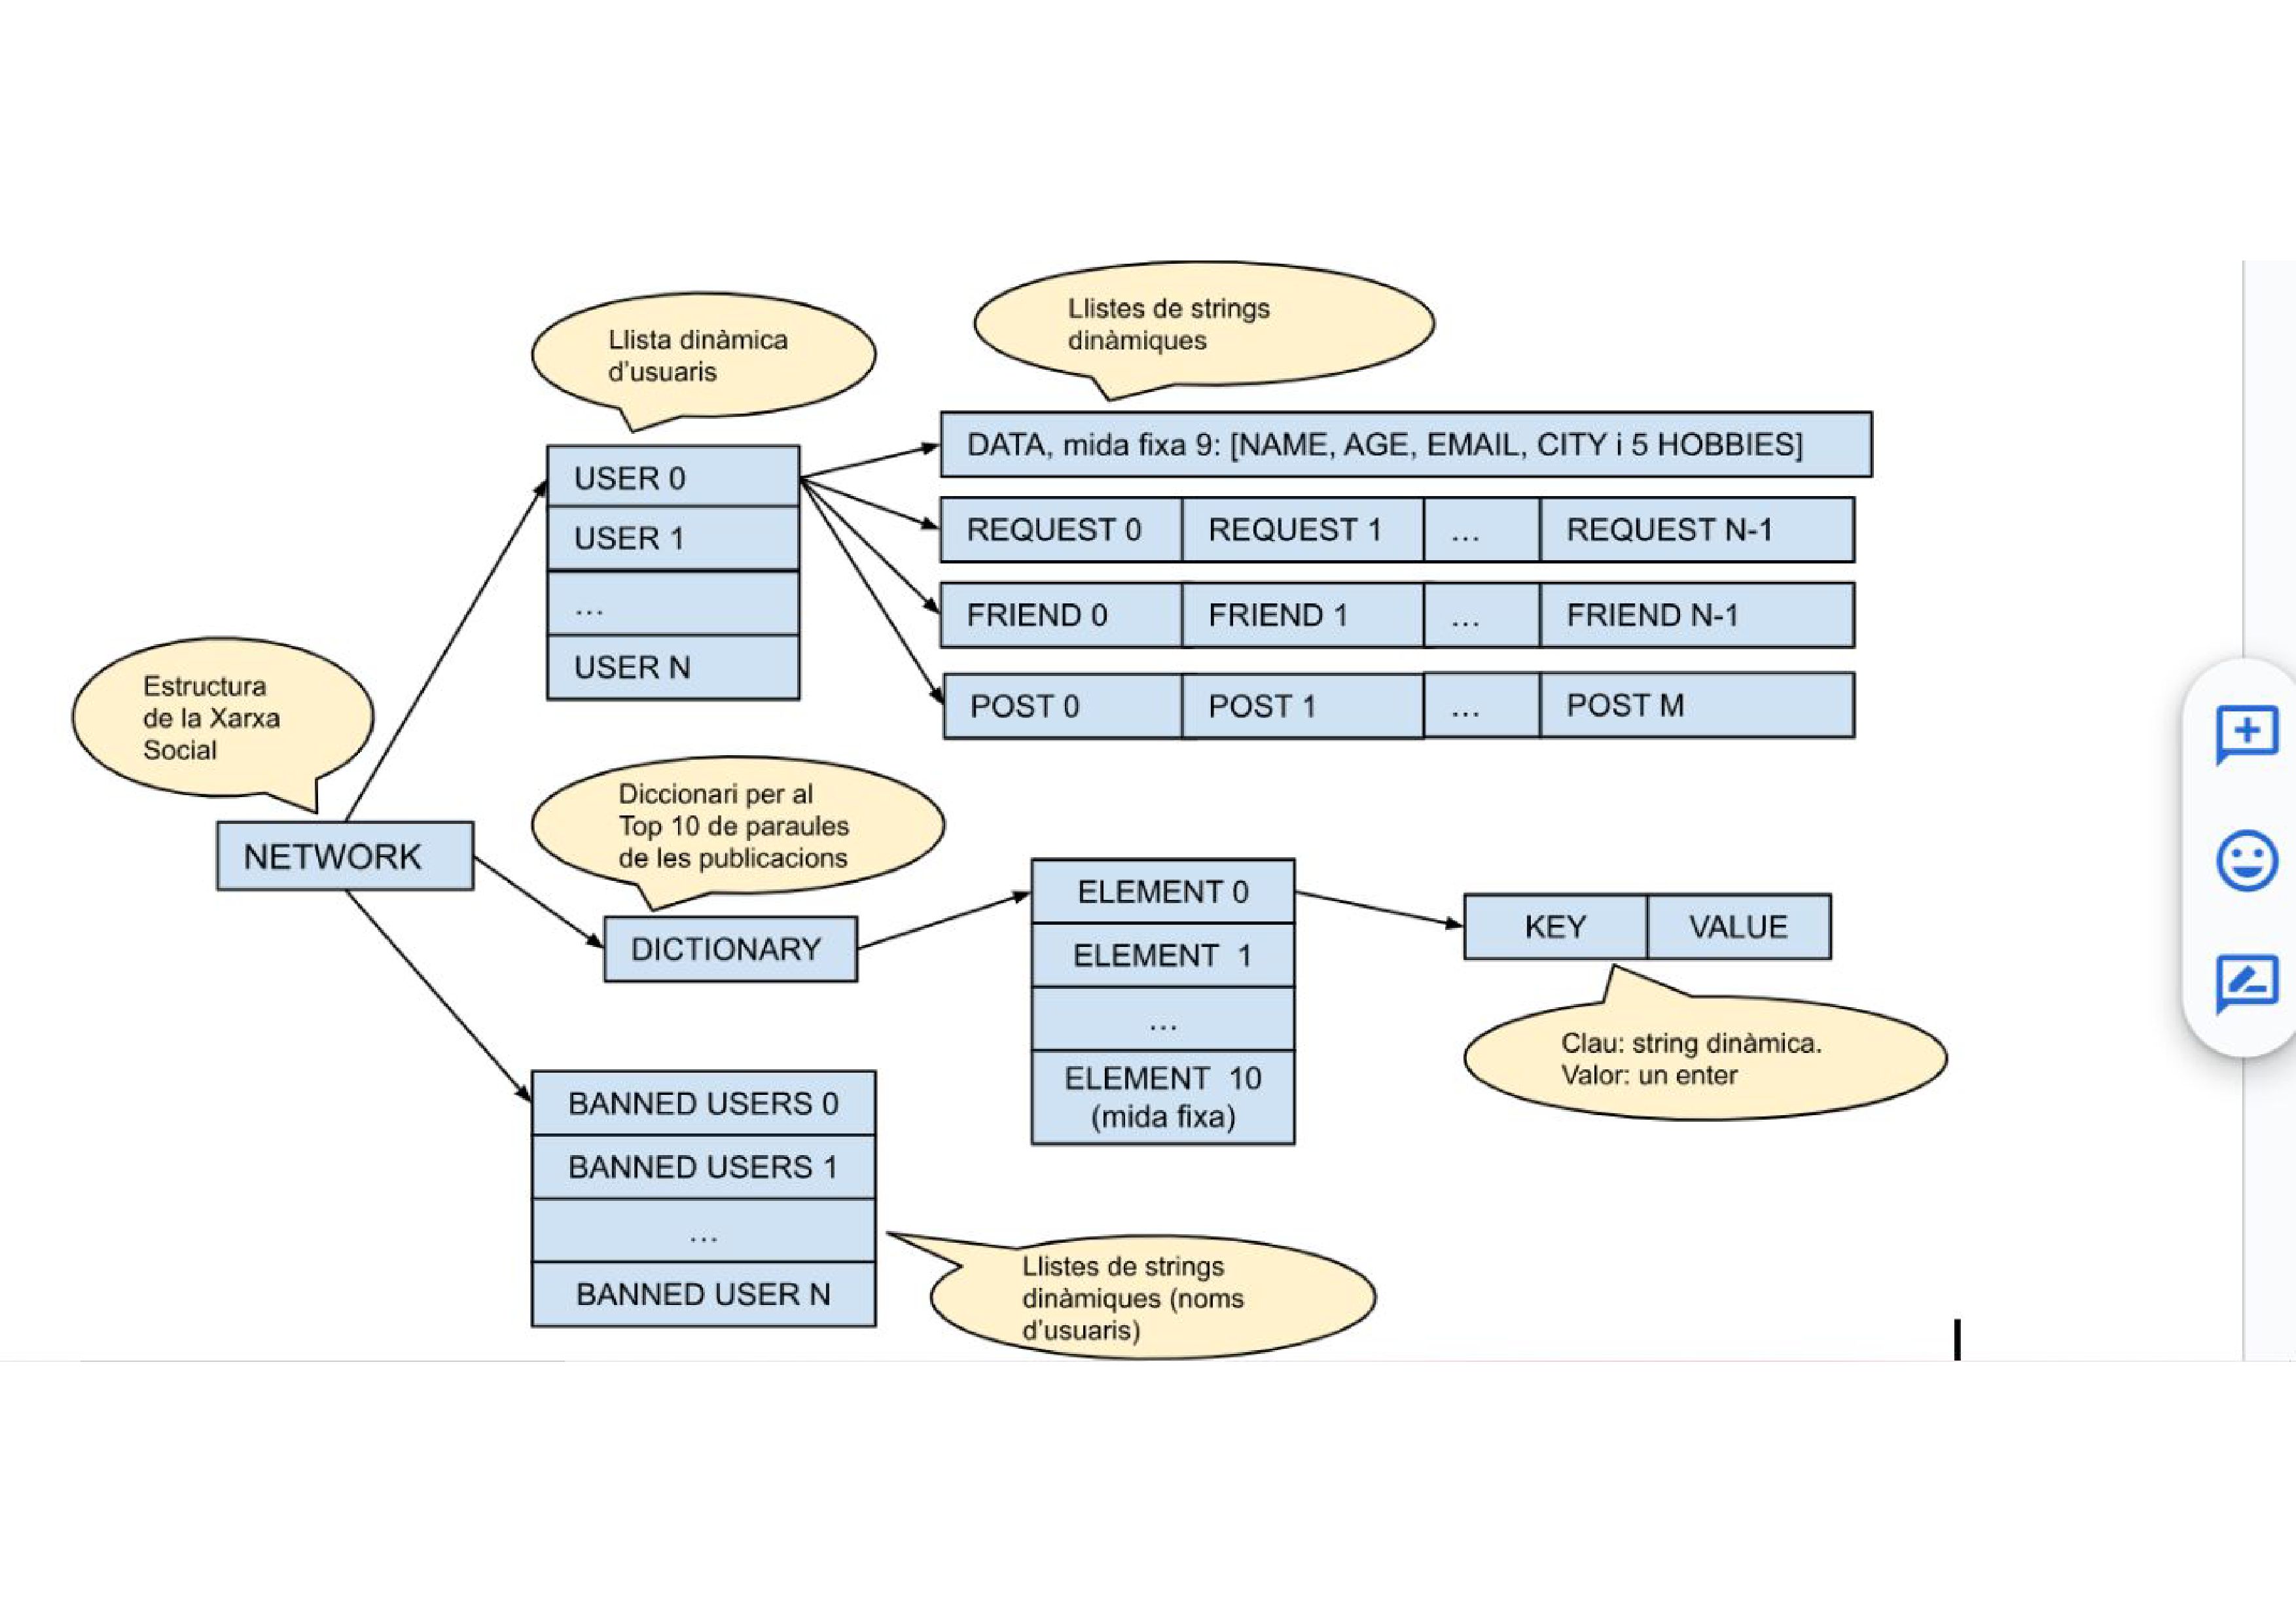 Llistes de strings
dinàmiques
Llista dinàmica
d'usuaris
DATA, mida fixa 9: [NAME, AGE, EMAIL, CITY i 5 HOBBIES]
USER 0
USER 1
...
USER N
REQUEST 0 REQUEST 1 ... REQUEST N-1
FRIEND 0 FRIEND 1 ... FRIEND N-1
POST 0 POST 1 ... POST M
Estructura
de la Xarxa
Social
NETWORK
Diccionari per al
Top 10 de paraules
de les publicacions
DICTIONARY
ELEMENT 0
ELEMENT 1
...
ELEMENT 10
(mida fixa)
KEY VALUE
Clau: string dinàmica.
Valor: un enter
BANNED USERS 0
BANNED USERS 1
...
BANNED USER N
Llistes de strings
dinàmiques (noms
d'usuaris)